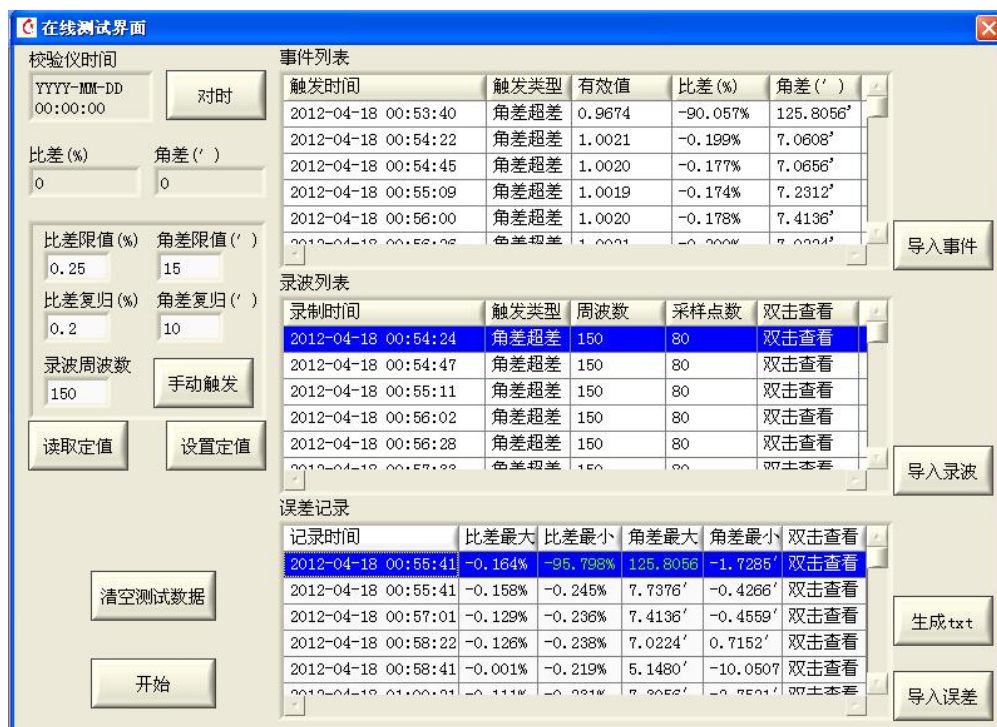 在线测试界面
校验仪时间
YYYY-MM-DD
00:00:00
对时
比差(%) 角差(′)
0 0
比差限值(%) 角差限值(′)
0.25 15
比差复归(%) 角差复归(′)
0.2 10
录波周波数
150
手动触发
读取定值 设置定值
清空测试数据
开始
事件列表
触发时间 触发类型 有效值 比差(%) 角差(′)
2012-04-18 00:53:40 角差超差 0.9674 -90.057% 125.8056′
2012-04-18 00:54:22 角差超差 1.0021 -0.199% 7.0608′
2012-04-18 00:54:45 角差超差 1.0020 -0.177% 7.0656′
2012-04-18 00:55:09 角差超差 1.0019 -0.174% 7.2312′
2012-04-18 00:56:00 角差超差 1.0020 -0.178% 7.4136′
导入事件
录波列表
录制时间 触发类型 周波数 采样点数 双击查看
2012-04-18 00:54:24 角差超差 150 80 双击查看
2012-04-18 00:54:47 角差超差 150 80 双击查看
2012-04-18 00:55:11 角差超差 150 80 双击查看
2012-04-18 00:56:02 角差超差 150 80 双击查看
2012-04-18 00:56:28 角差超差 150 80 双击查看
导入录波
误差记录
记录时间 比差最大 比差最小 角差最大 角差最小 双击查看
2012-04-18 00:55:41 -0.164% -95.798% 125.8056 -1.7285′ 双击查看
2012-04-18 00:55:41 -0.158% -0.245% 7.7376′ -0.4266′ 双击查看
2012-04-18 00:57:01 -0.129% -0.236% 7.4136′ -0.4559′ 双击查看
2012-04-18 00:58:22 -0.126% -0.238% 7.0224′ 0.7152′ 双击查看
2012-04-18 00:58:41 -0.001% -0.219% 5.1480′ -10.0507 双击查看
生成txt
导入误差